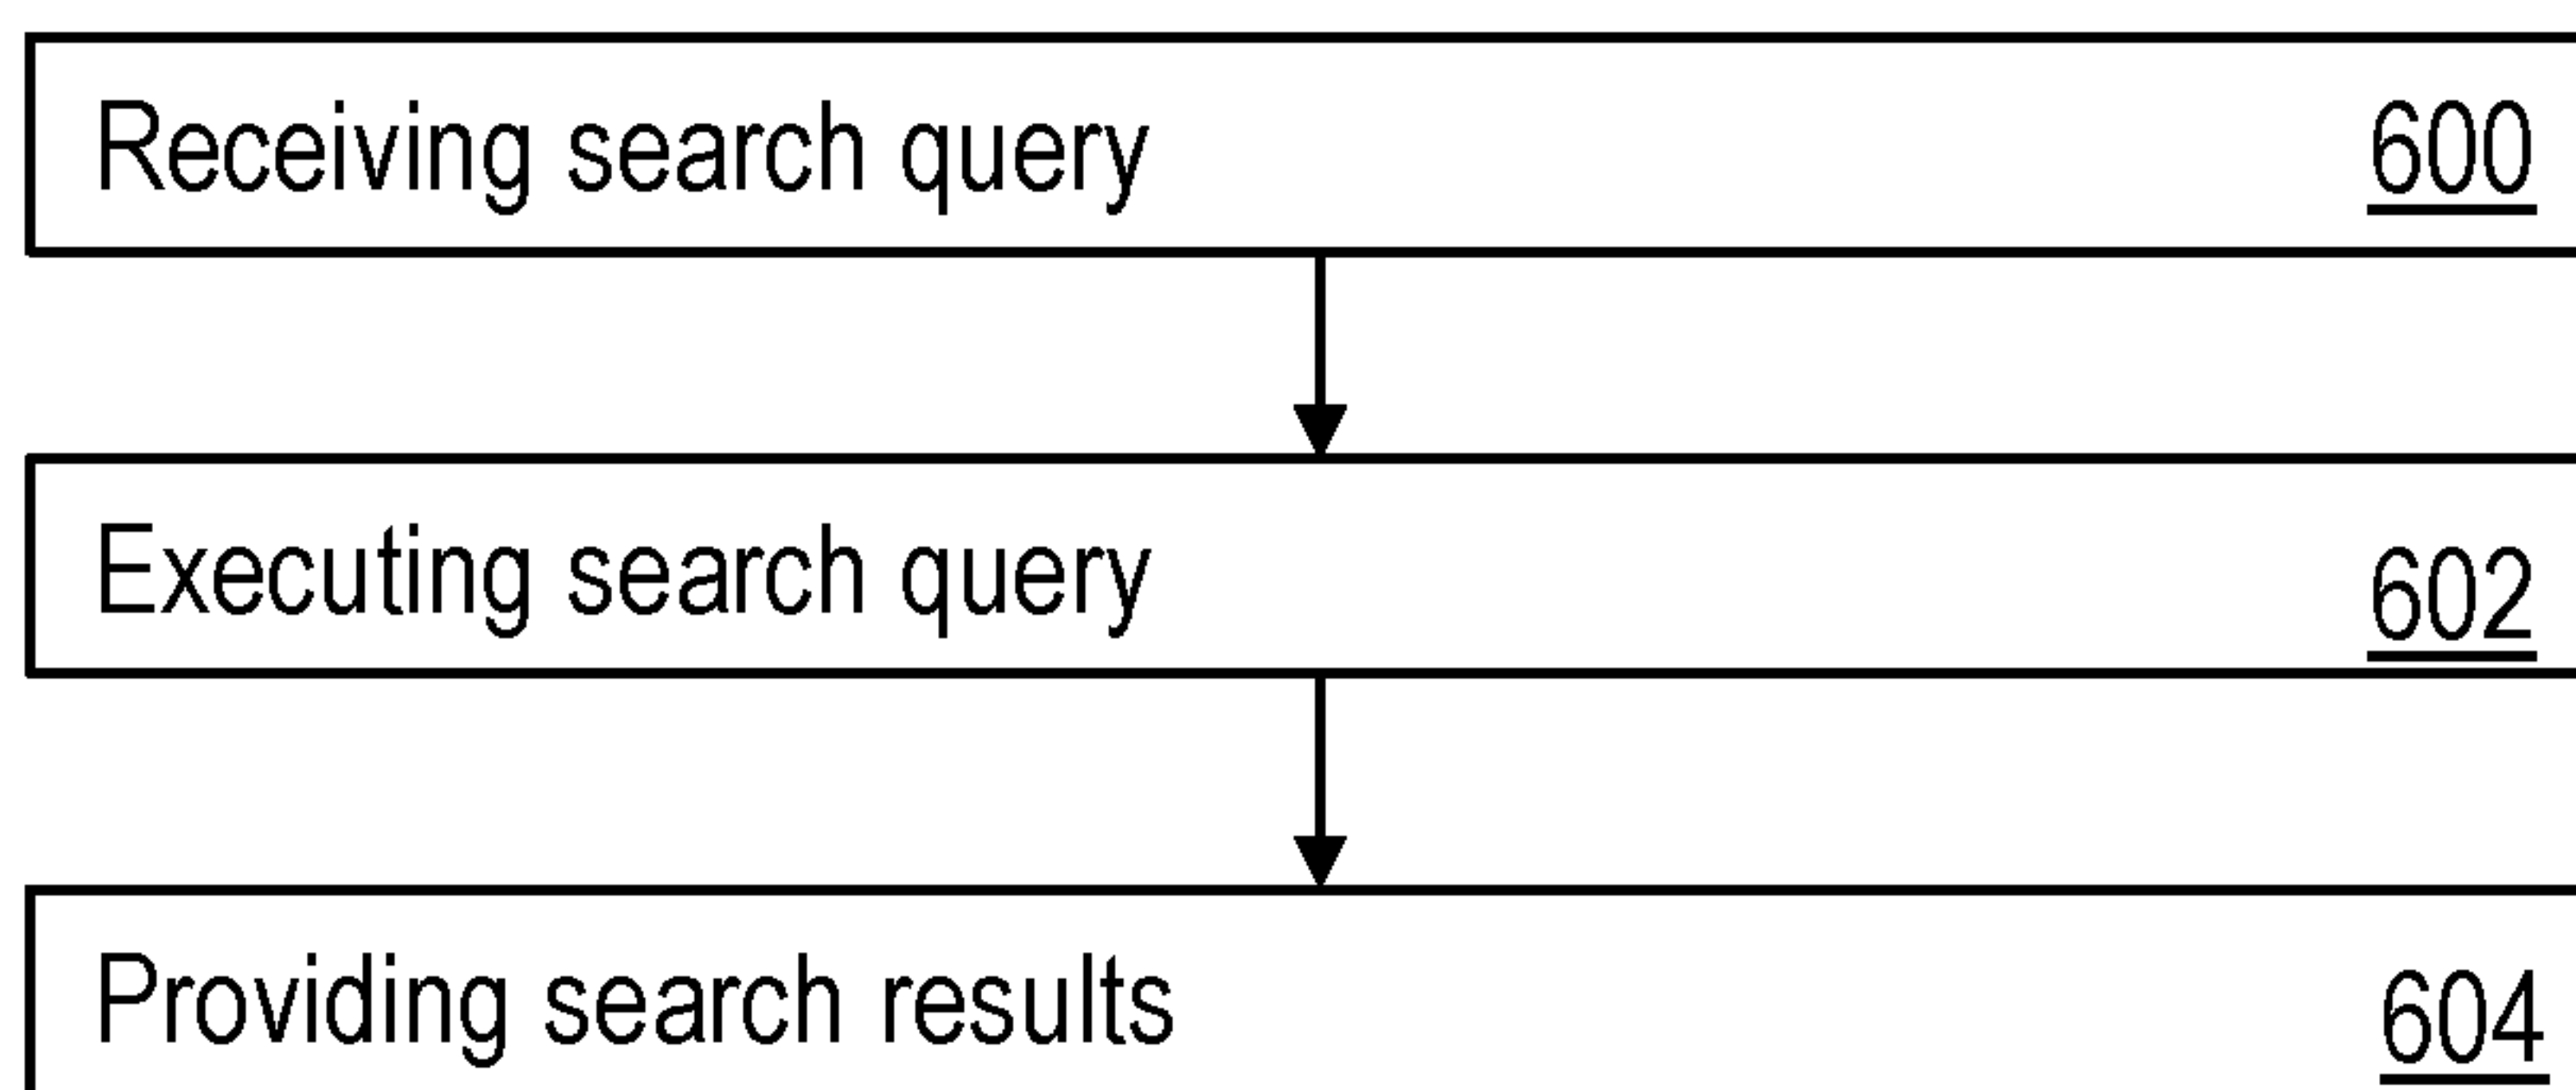 Receiving search query 600
Executing search query 602
Providing search results 604